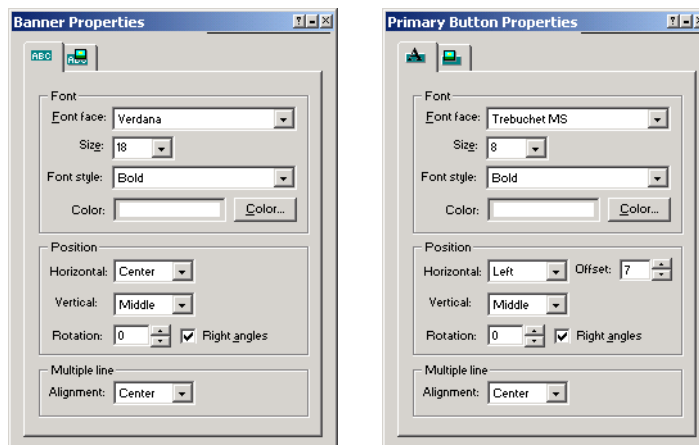 Banner Properties
ABC
ABC
Font
Font face: Verdana
Size: 18
Font style: Bold
Color: Color...
Position
Horizontal: Center
Vertical: Middle
Rotation: 0 Right angles
Multiple line
Alignment: Center
Primary Button Properties
A
Font
Font face: Trebuchet MS
Size: 8
Font style: Bold
Color: Color...
Position
Horizontal: Left Offset: 7
Vertical: Middle
Rotation: 0 Right angles
Multiple line
Alignment: Center